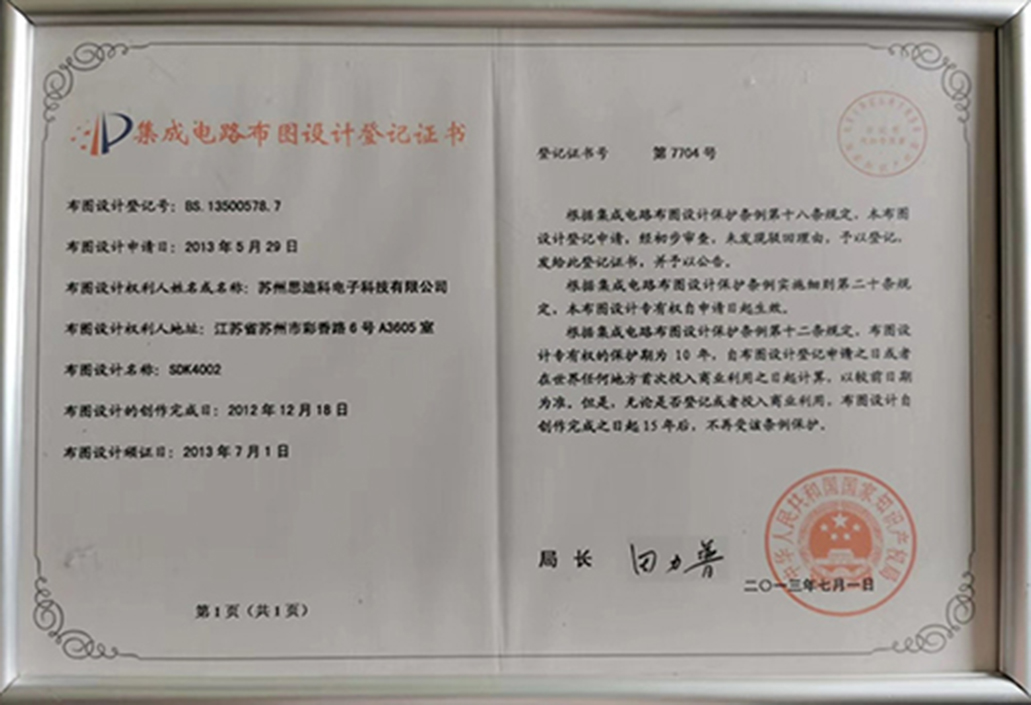 集成电路布图设计登记证书
布图设计登记号：BS.13500578.7
布图设计申请日：2013年5月29日
布图设计权利人姓名或名称：苏州思迪科电子科技有限公司
布图设计权利人地址：江苏省苏州市彩香路6号A3605室
布图设计名称：SDK4002
布图设计的创作完成日：2012年12月18日
布图设计颁证日：2013年7月1日
第1页（共1页）
登记证书号 第7704号
根据集成电路布图设计保护条例第十八条规定，本布图
设计登记申请，经初步审查，未发现驳回理由，予以登记，
发给此登记证书，并予以公告。
根据集成电路布图设计保护条例实施细则第二十条规
定，本布图设计专有权自申请日起生效。
根据集成电路布图设计保护条例第十二条规定，布图设
计专有权的保护期为10年，自布图设计登记申请之日或者
在世界任何地方首次投入商业利用之日起计算，以较前日期
为准。但是，无论是否登记或者投入商业利用，布图设计自
创作完成之日起15年后，不再受该条例保护。
中华人民共和国国家知识产权局
局长 田力普
二〇一三年七月一日